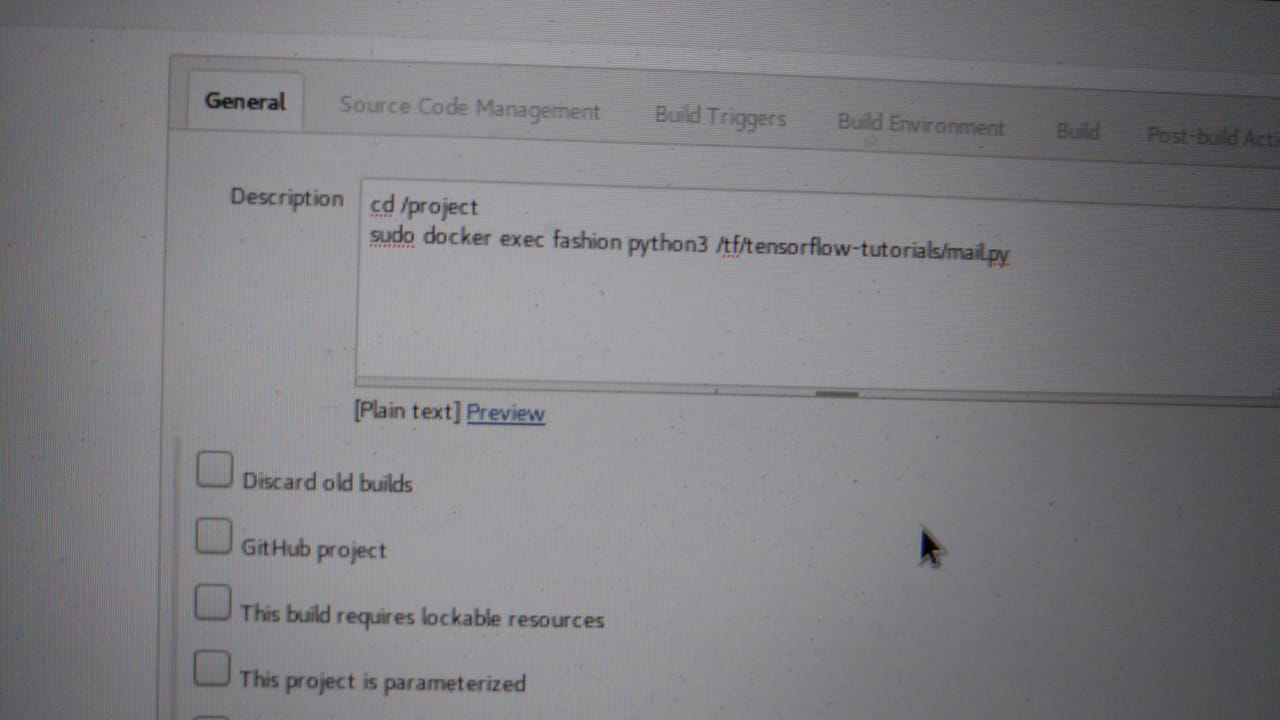 General Source Code Management Build Triggers Build Environment Build Post-build Acti
Description
cd /project
sudo docker exec fashion python3 /tf/tensorflow-tutorials/mail.py
[Plain text] Preview
Discard old builds
GitHub project
This build requires lockable resources
This project is parameterized